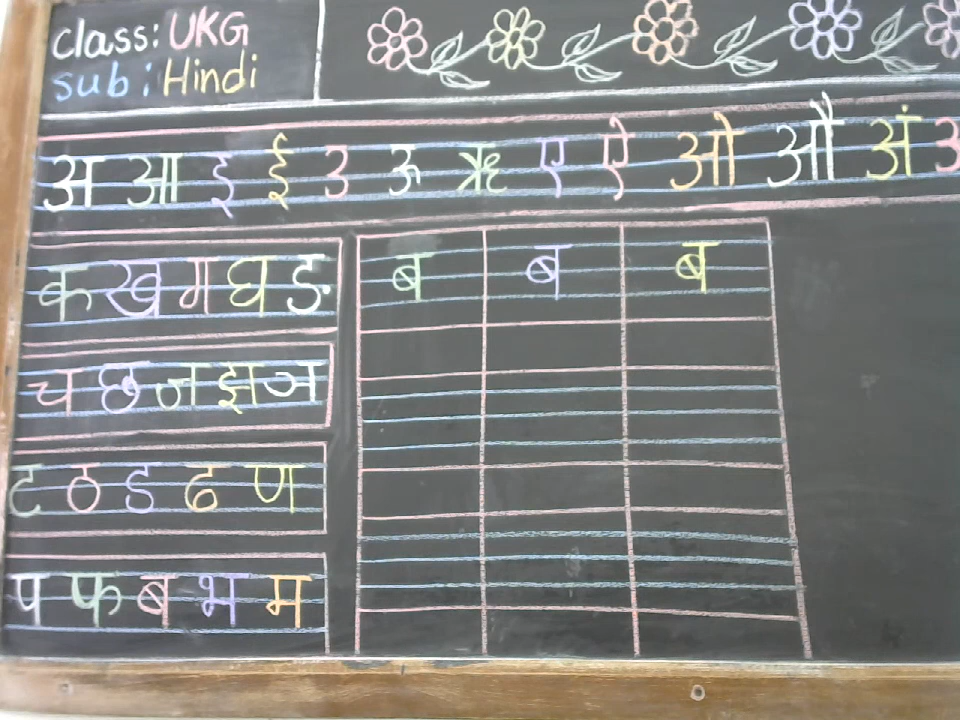 class: UKG
sub: Hindi
अ आ इ ई उ ऊ ऋ ए ऐ ओ औ अं
क ख ग घ ङ
ब ब ब
च छ ज झ ञ
ट ठ ड ढ ण
प फ ब भ म